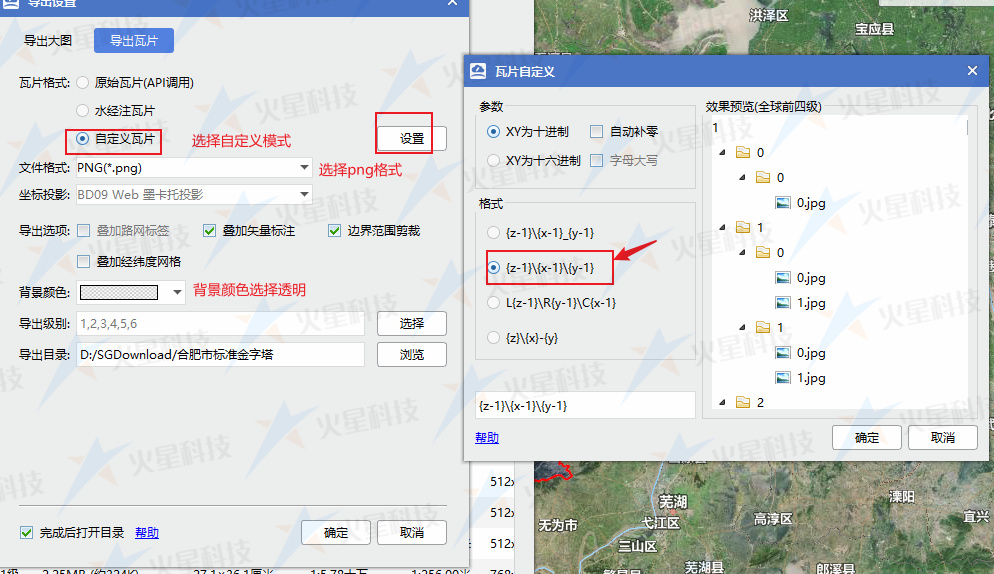 导出设置
导出大图
导出瓦片
瓦片格式:
原始瓦片(API调用)
水经注瓦片
自定义瓦片
选择自定义模式
设置
文件格式:
PNG(*.png)
选择png格式
坐标投影:
BD09 Web 墨卡托投影
导出选项:
叠加路网标签
叠加矢量标注
边界范围剪裁
叠加经纬度网格
背景颜色:
背景颜色选择透明
导出级别:
1,2,3,4,5,6
选择
导出目录:
D:/SGDownload/合肥市标准金字塔
浏览
完成后打开目录
帮助
确定
取消
瓦片自定义
参数
XY为十进制
自动补零
XY为十六进制
字母大写
格式
{z-1}\{x-1}_{y-1}
{z-1}\{x-1}\{y-1}
L{z-1}\R{y-1}\C{x-1}
{z}\{x}-{y}
{z-1}\{x-1}\{y-1}
帮助
效果预览(全球前四级)
1
0
0
0.jpg
1
0
0.jpg
1.jpg
1
0.jpg
1.jpg
2
确定
取消
洪泽区
宝应县
512x
512x
512x
无为市
芜湖
弋江区
三山区
高淳区
溧阳
宜兴
芜湖县
郎溪县
火星科技